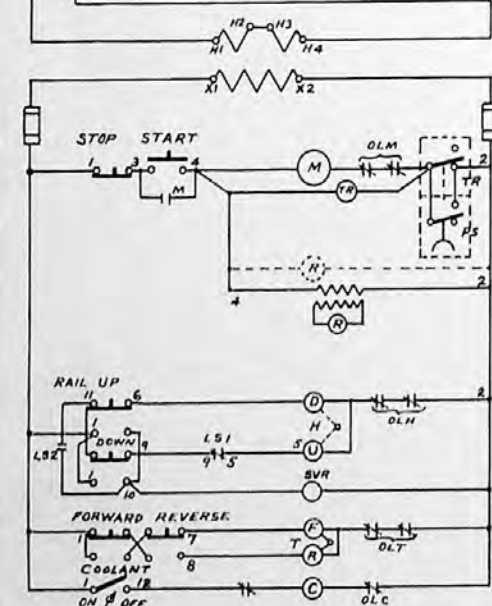 H2 H3
H1 H4
X1 X2
STOP START
OLM
1 3 4 M 2
TR TR
M
PS
R
4 2
R
RAIL UP
11 6 D 2
LS2 1 H OLH
DOWN 9 LS1
9 5 5 U
1 10 SVR
FORWARD REVERSE
1 7 F
T OLT
8 R
COOLANT
1 12 C
ON OFF OLC